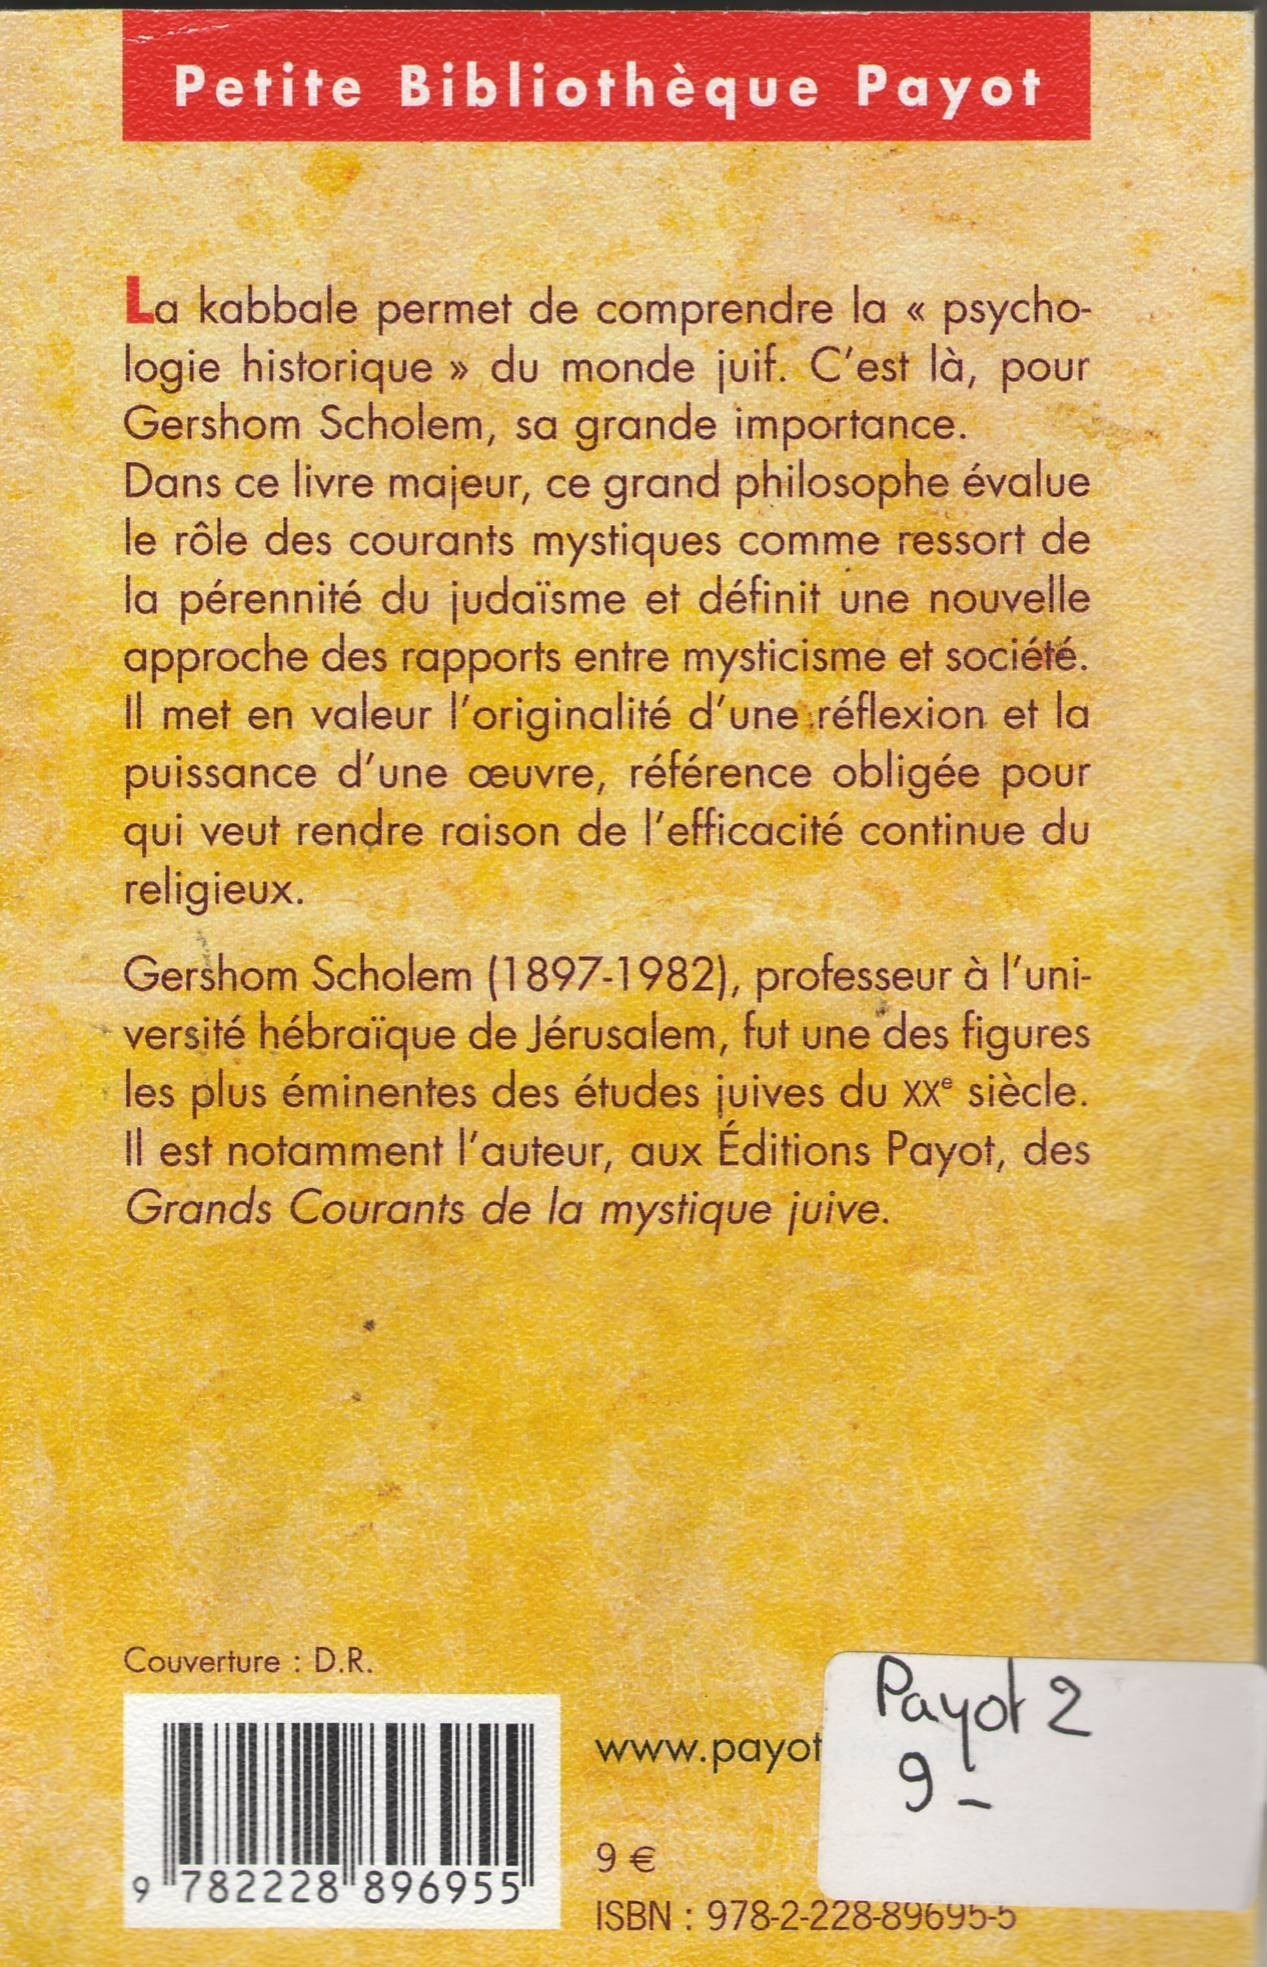 Petite Bibliothèque Payot
La kabbale permet de comprendre la « psycho-
logie historique » du monde juif. C'est là, pour
Gershom Scholem, sa grande importance.
Dans ce livre majeur, ce grand philosophe évalue
le rôle des courants mystiques comme ressort de
la pérennité du judaïsme et définit une nouvelle
approche des rapports entre mysticisme et société.
Il met en valeur l'originalité d'une réflexion et la
puissance d'une œuvre, référence obligée pour
qui veut rendre raison de l'efficacité continue du
religieux.
Gershom Scholem (1897-1982), professeur à l'uni-
versité hébraïque de Jérusalem, fut une des figures
les plus éminentes des études juives du XXe siècle.
Il est notamment l'auteur, aux Éditions Payot, des
Grands Courants de la mystique juive.
Couverture : D.R.
Payot 2
www.payot
9 -
9 €
9 782228 896955
ISBN : 978-2-228-89695-5